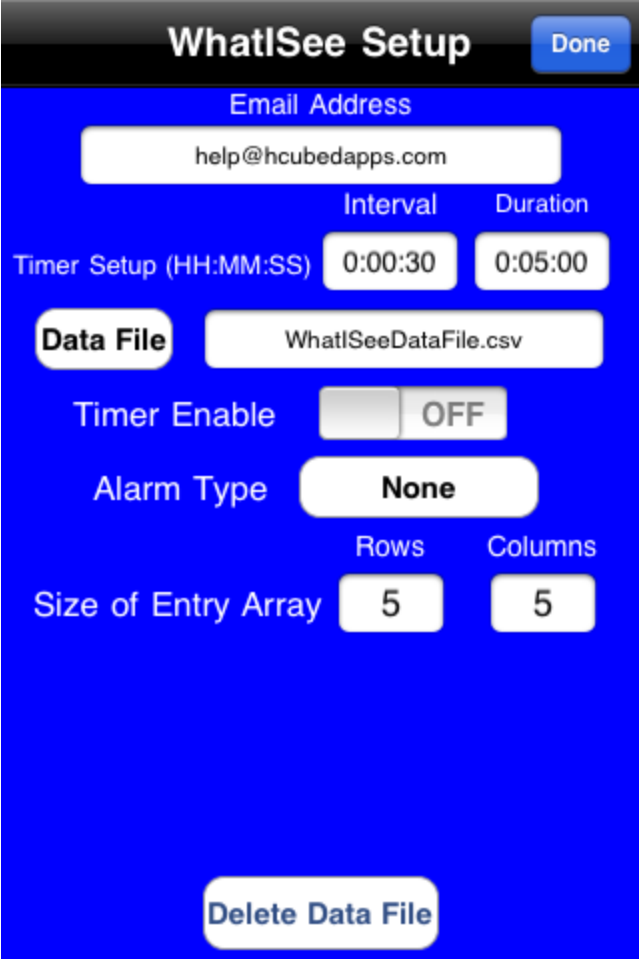 WhatISee Setup Done
Email Address
help@hcubedapps.com
Interval Duration
Timer Setup (HH:MM:SS) 0:00:30 0:05:00
Data File WhatISeeDataFile.csv
Timer Enable OFF
Alarm Type None
Rows Columns
Size of Entry Array 5 5
Delete Data File